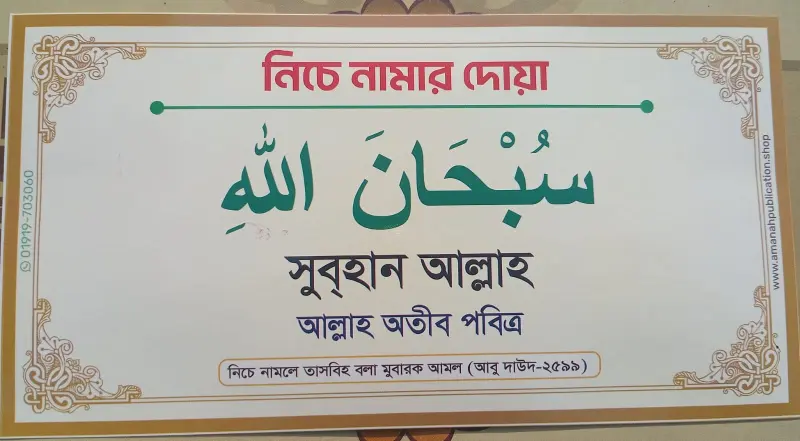 নিচে নামার দোয়া
سُبْحَانَ اللهِ
সুব্‌হান আল্লাহ
আল্লাহ অতীব পবিত্র
নিচে নামলে তাসবিহ বলা মুবারক আমল (আবু দাউদ-২৫৯৯)
01919-703060
www.amanahpublication.shop